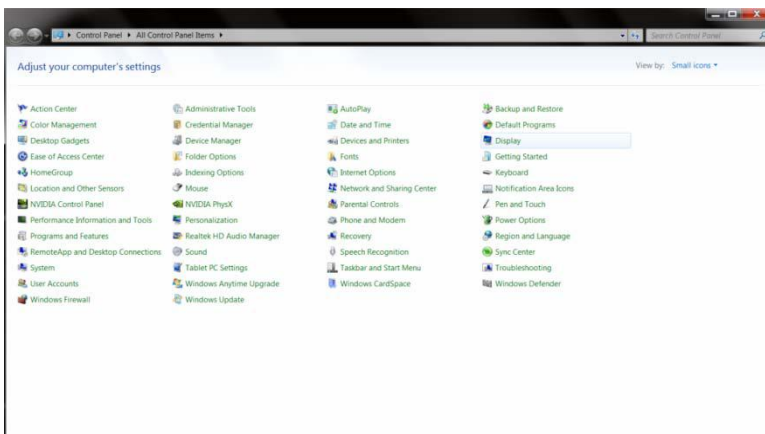 Control Panel ▸ All Control Panel Items ▸
Search Control Panel
Adjust your computer's settings
View by: Small icons
Action Center
Administrative Tools
AutoPlay
Backup and Restore
Color Management
Credential Manager
Date and Time
Default Programs
Desktop Gadgets
Device Manager
Devices and Printers
Display
Ease of Access Center
Folder Options
Fonts
Getting Started
HomeGroup
Indexing Options
Internet Options
Keyboard
Location and Other Sensors
Mouse
Network and Sharing Center
Notification Area Icons
NVIDIA Control Panel
NVIDIA PhysX
Parental Controls
Pen and Touch
Performance Information and Tools
Personalization
Phone and Modem
Power Options
Programs and Features
Realtek HD Audio Manager
Recovery
Region and Language
RemoteApp and Desktop Connections
Sound
Speech Recognition
Sync Center
System
Tablet PC Settings
Taskbar and Start Menu
Troubleshooting
User Accounts
Windows Anytime Upgrade
Windows CardSpace
Windows Defender
Windows Firewall
Windows Update